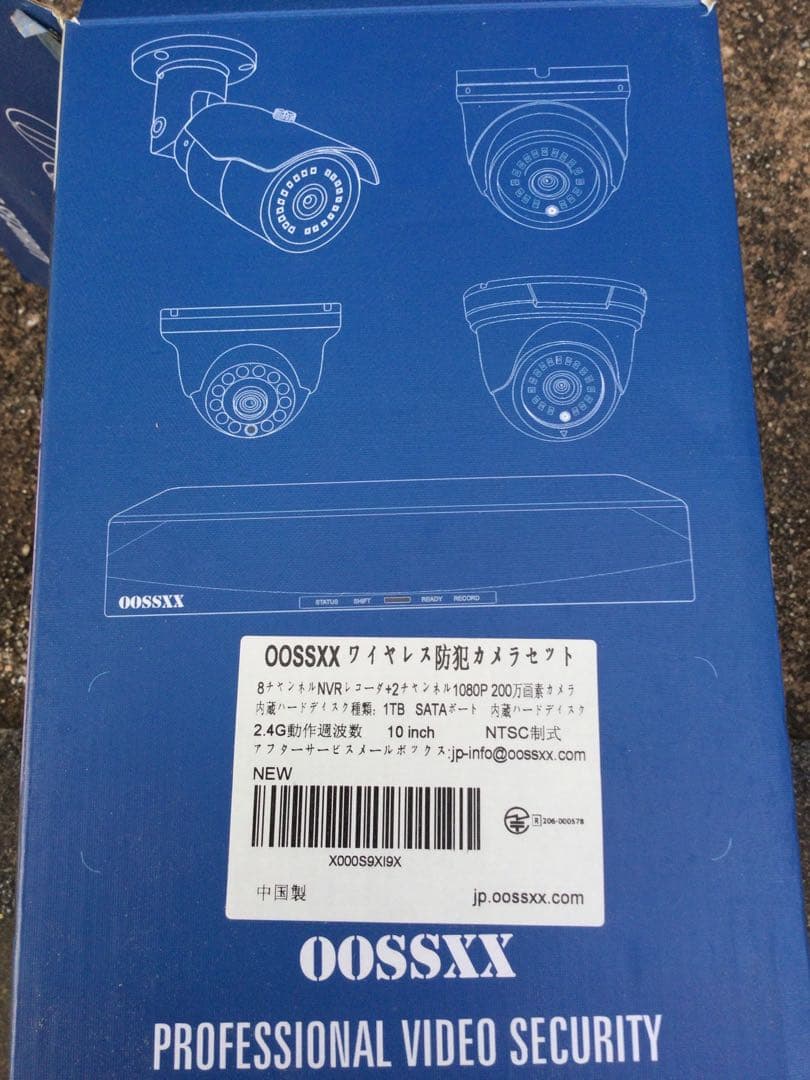 OOSSXX
STATUS SHIFT READY RECORD
OOSSXX ワイヤレス防犯カメラセット
8チャンネルNVRレコーダ+2チャンネル1080P 200万画素カメラ
内蔵ハードディスク種類: 1TB SATAポート 内蔵ハードディスク
2.4G動作週波数 10 inch NTSC制式
アフターサービスメールボックス:jp-info@oossxx.com
NEW
R 206-000578
X000S9XI9X
中国製 jp.oossxx.com
OOSSXX
PROFESSIONAL VIDEO SECURITY